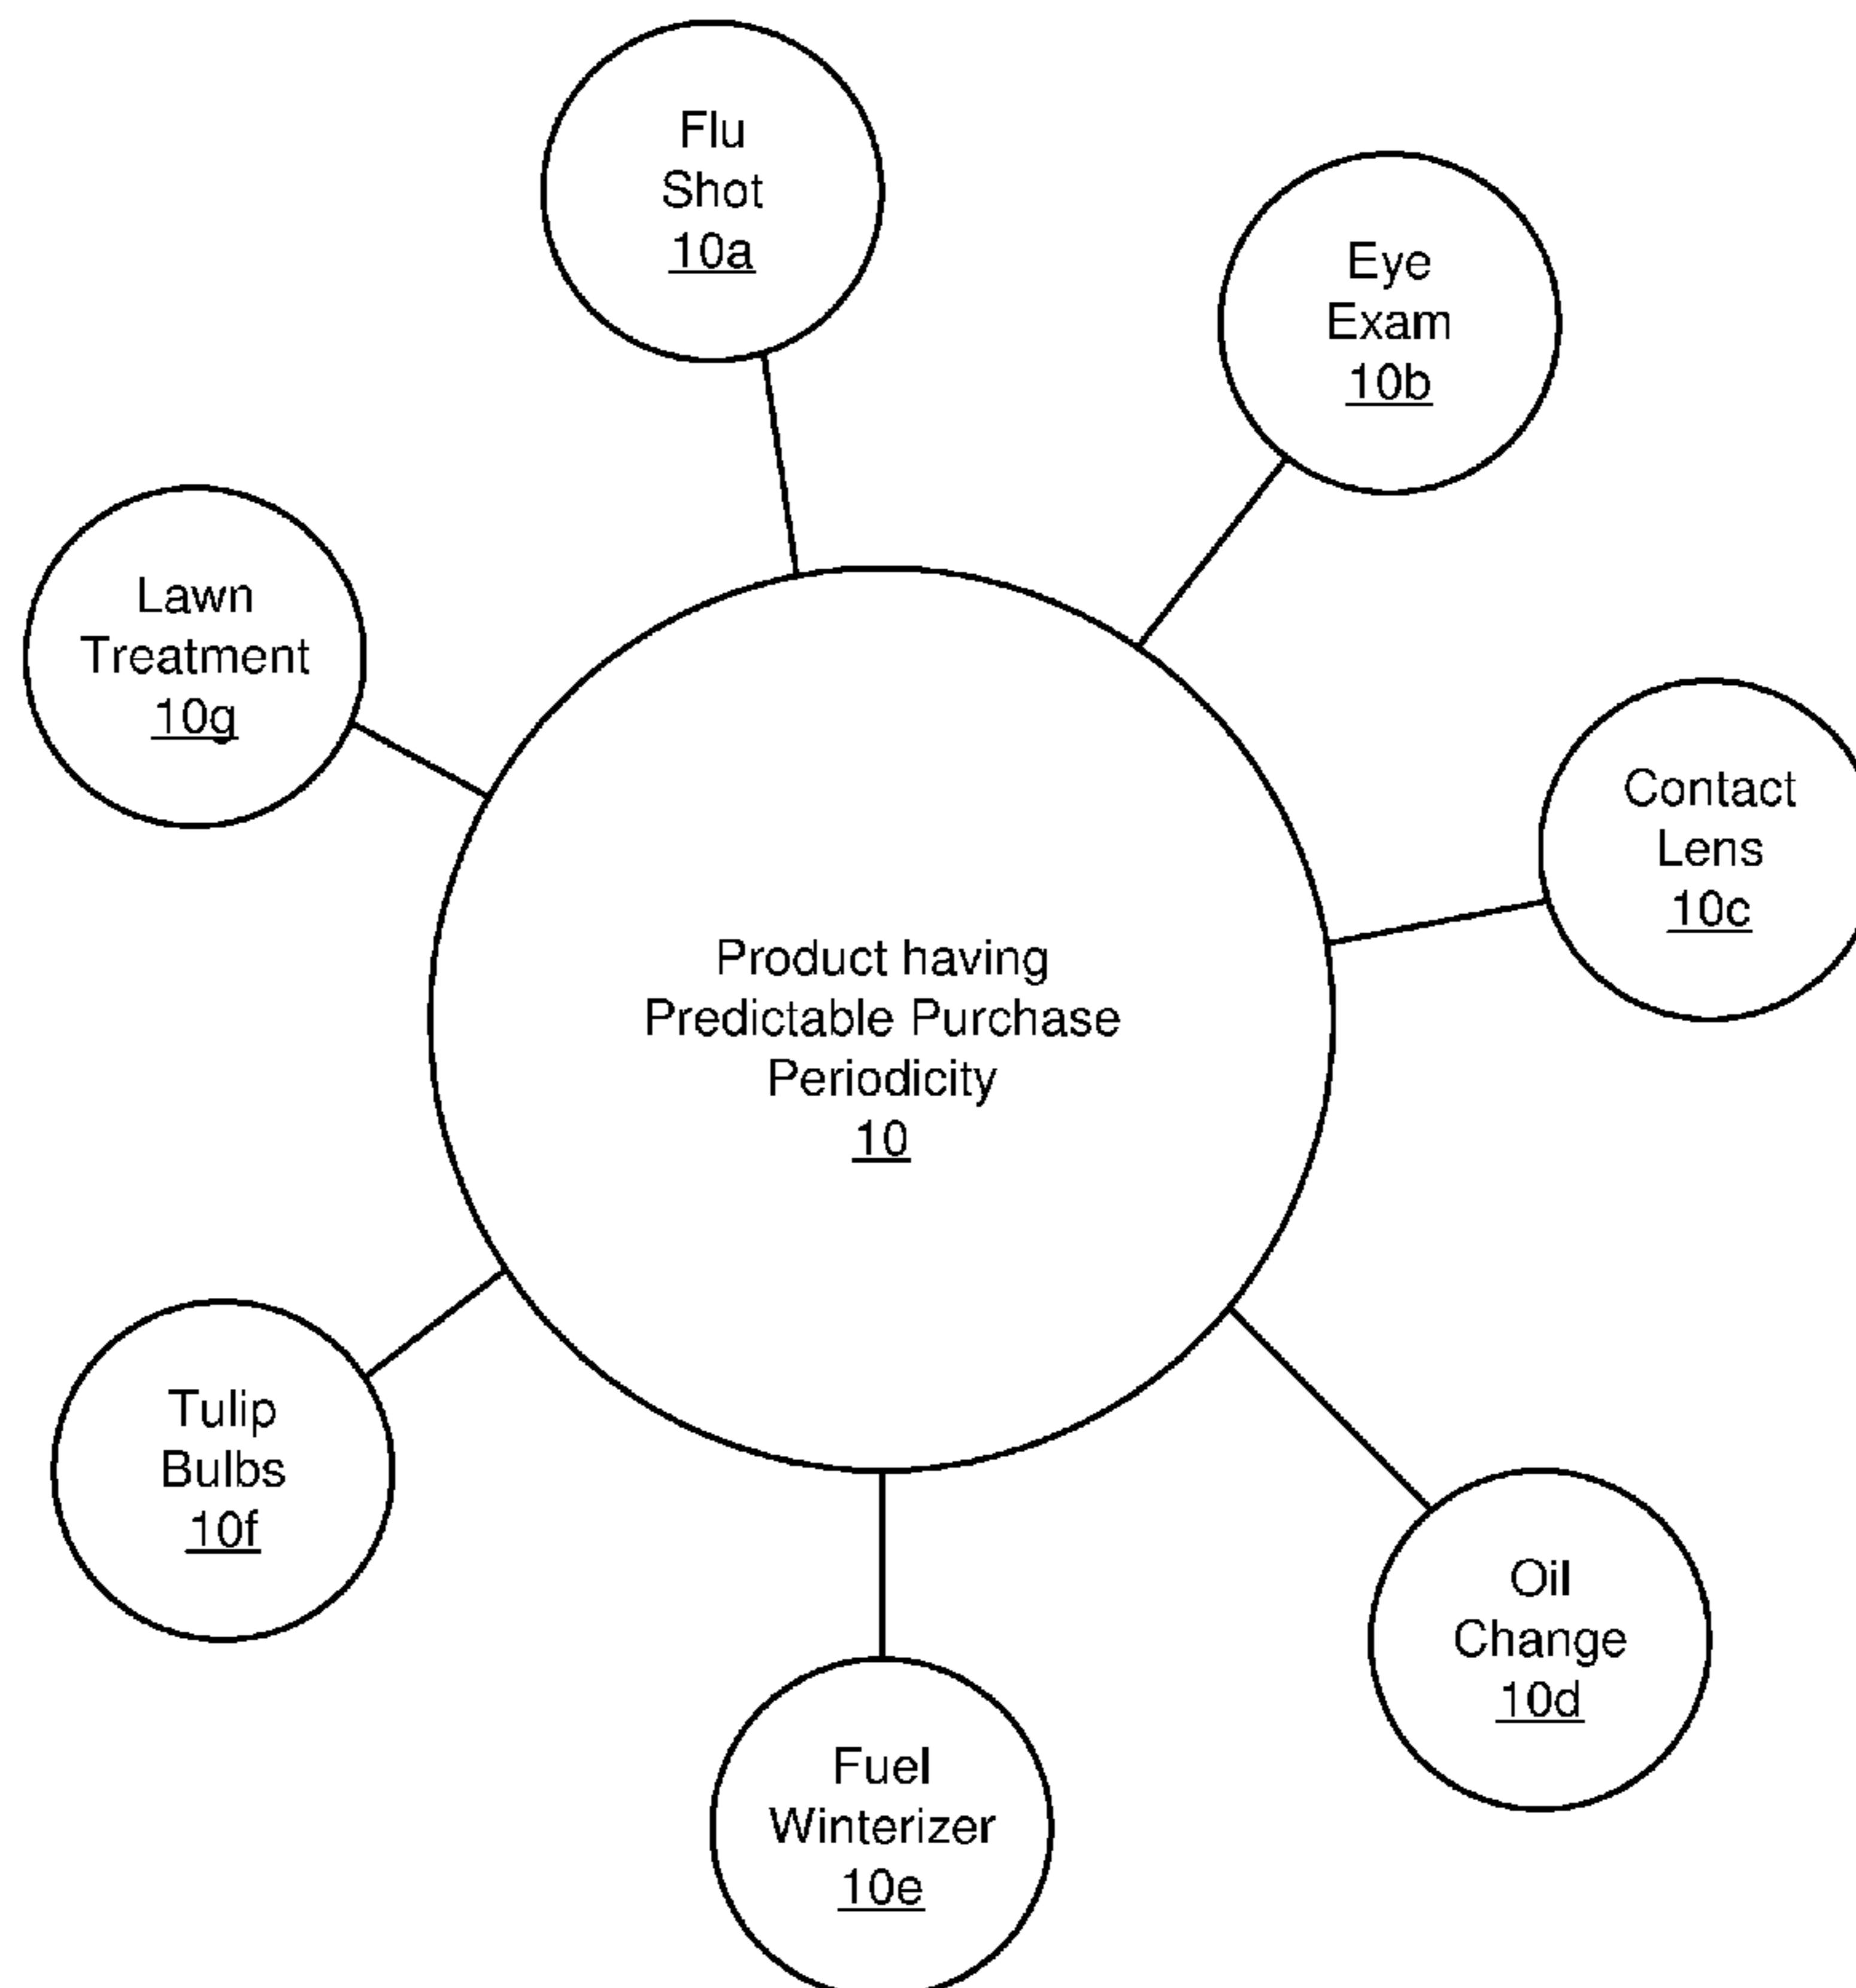 Flu
Shot
10a
Eye
Exam
10b
Contact
Lens
10c
Oil
Change
10d
Fuel
Winterizer
10e
Tulip
Bulbs
10f
Lawn
Treatment
10g
Product having
Predictable Purchase
Periodicity
10